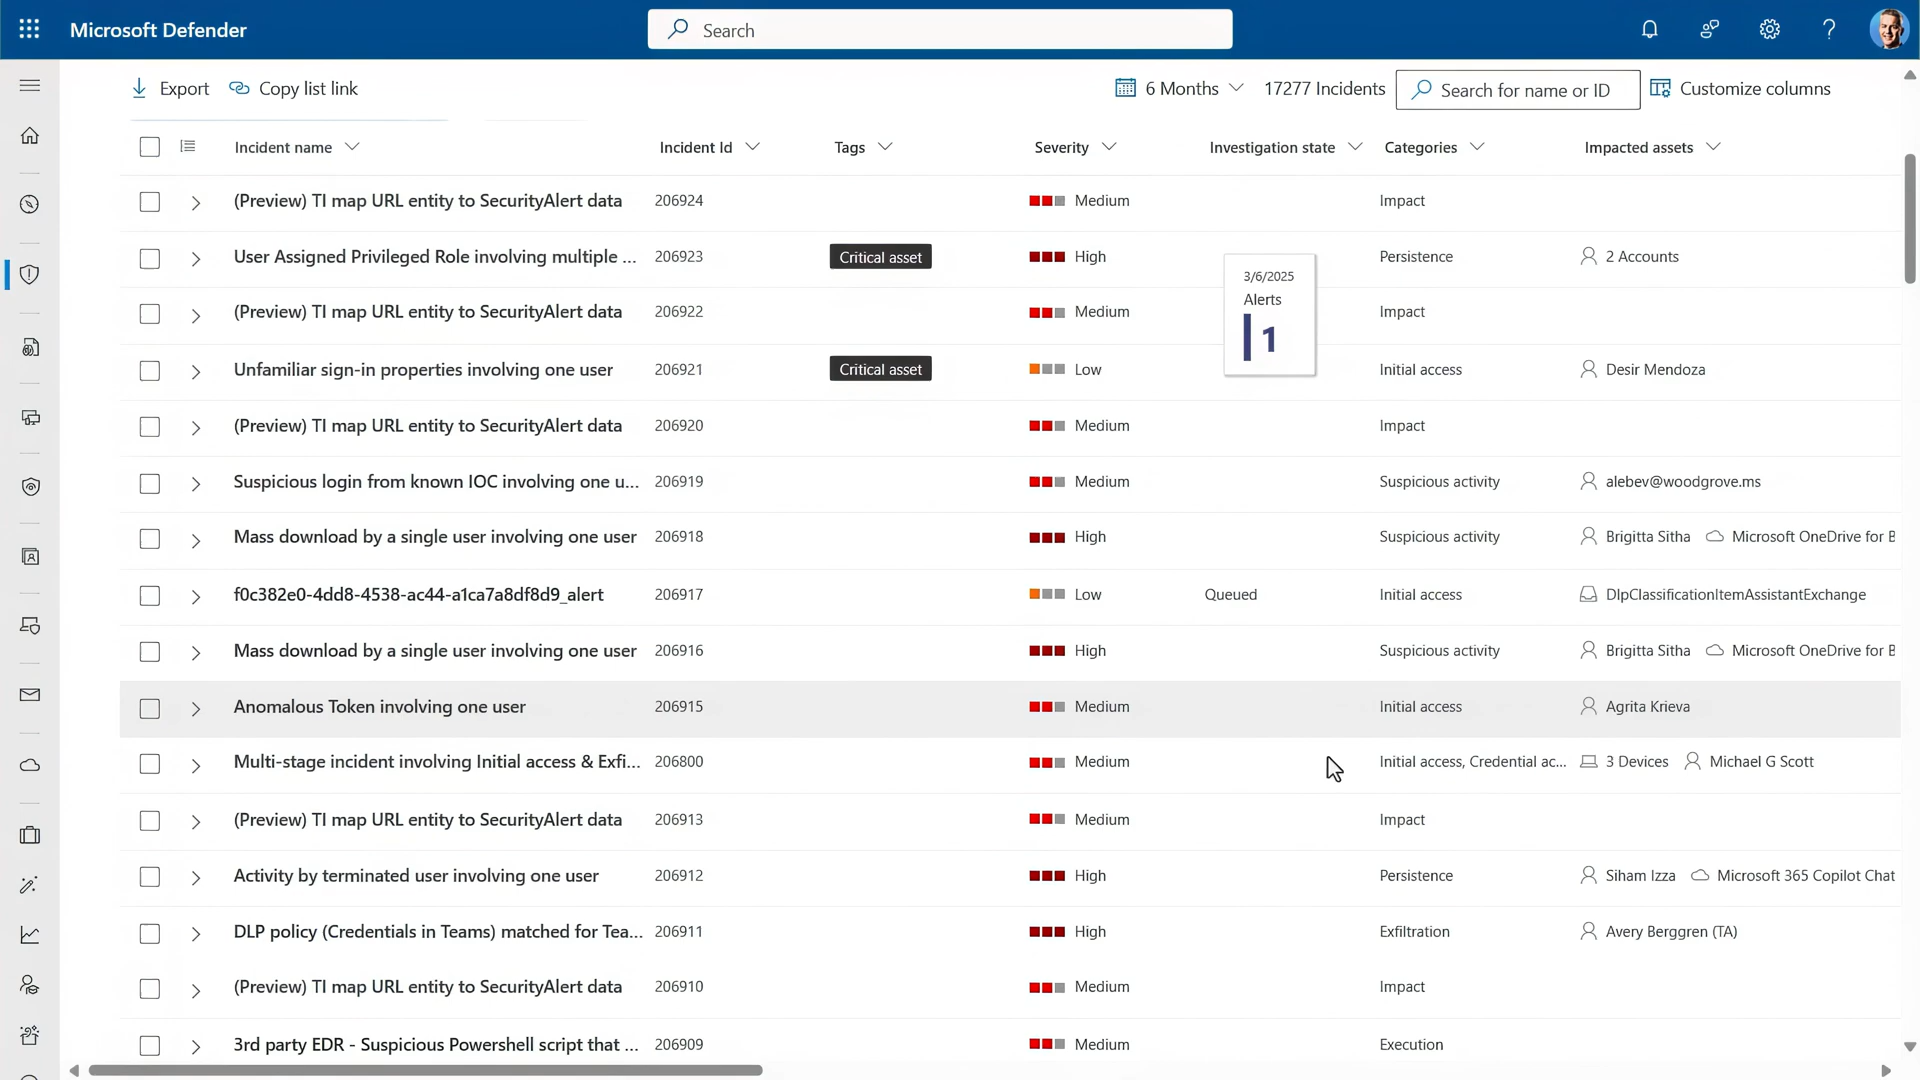 Microsoft Defender
Search
Export
Copy list link
6 Months
17277 Incidents
Search for name or ID
Customize columns
Incident name
Incident Id
Tags
Severity
Investigation state
Categories
Impacted assets
(Preview) TI map URL entity to SecurityAlert data 206924 Medium Impact
User Assigned Privileged Role involving multiple ... 206923 Critical asset High Persistence 2 Accounts
3/6/2025
Alerts
1
(Preview) TI map URL entity to SecurityAlert data 206922 Medium Impact
Unfamiliar sign-in properties involving one user 206921 Critical asset Low Initial access Desir Mendoza
(Preview) TI map URL entity to SecurityAlert data 206920 Medium Impact
Suspicious login from known IOC involving one u... 206919 Medium Suspicious activity alebev@woodgrove.ms
Mass download by a single user involving one user 206918 High Suspicious activity Brigitta Sitha Microsoft OneDrive for B
f0c382e0-4dd8-4538-ac44-a1ca7a8df8d9_alert 206917 Low Queued Initial access DlpClassificationItemAssistantExchange
Mass download by a single user involving one user 206916 High Suspicious activity Brigitta Sitha Microsoft OneDrive for B
Anomalous Token involving one user 206915 Medium Initial access Agrita Krieva
Multi-stage incident involving Initial access & Exfi... 206800 Medium Initial access, Credential ac... 3 Devices Michael G Scott
(Preview) TI map URL entity to SecurityAlert data 206913 Medium Impact
Activity by terminated user involving one user 206912 High Persistence Siham Izza Microsoft 365 Copilot Chat
DLP policy (Credentials in Teams) matched for Tea... 206911 High Exfiltration Avery Berggren (TA)
(Preview) TI map URL entity to SecurityAlert data 206910 Medium Impact
3rd party EDR - Suspicious Powershell script that ... 206909 Medium Execution